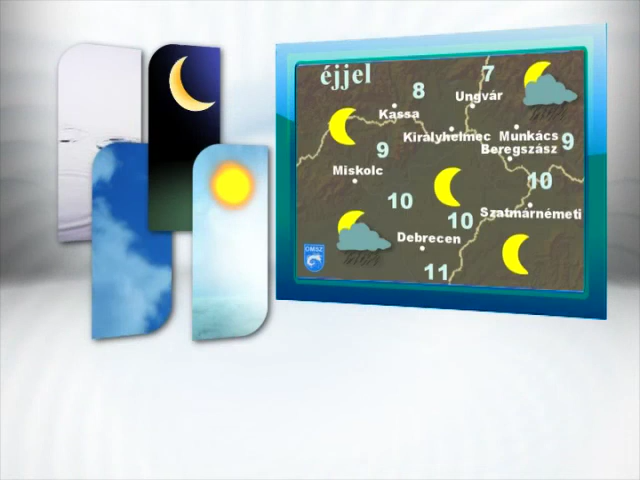 éjjel
7
8
Ungvár
Kassa
Királyhelmec
Munkács
9
9
Beregszász
Miskolc
10
10
10
Szatmárnémeti
Debrecen
OMSZ
11